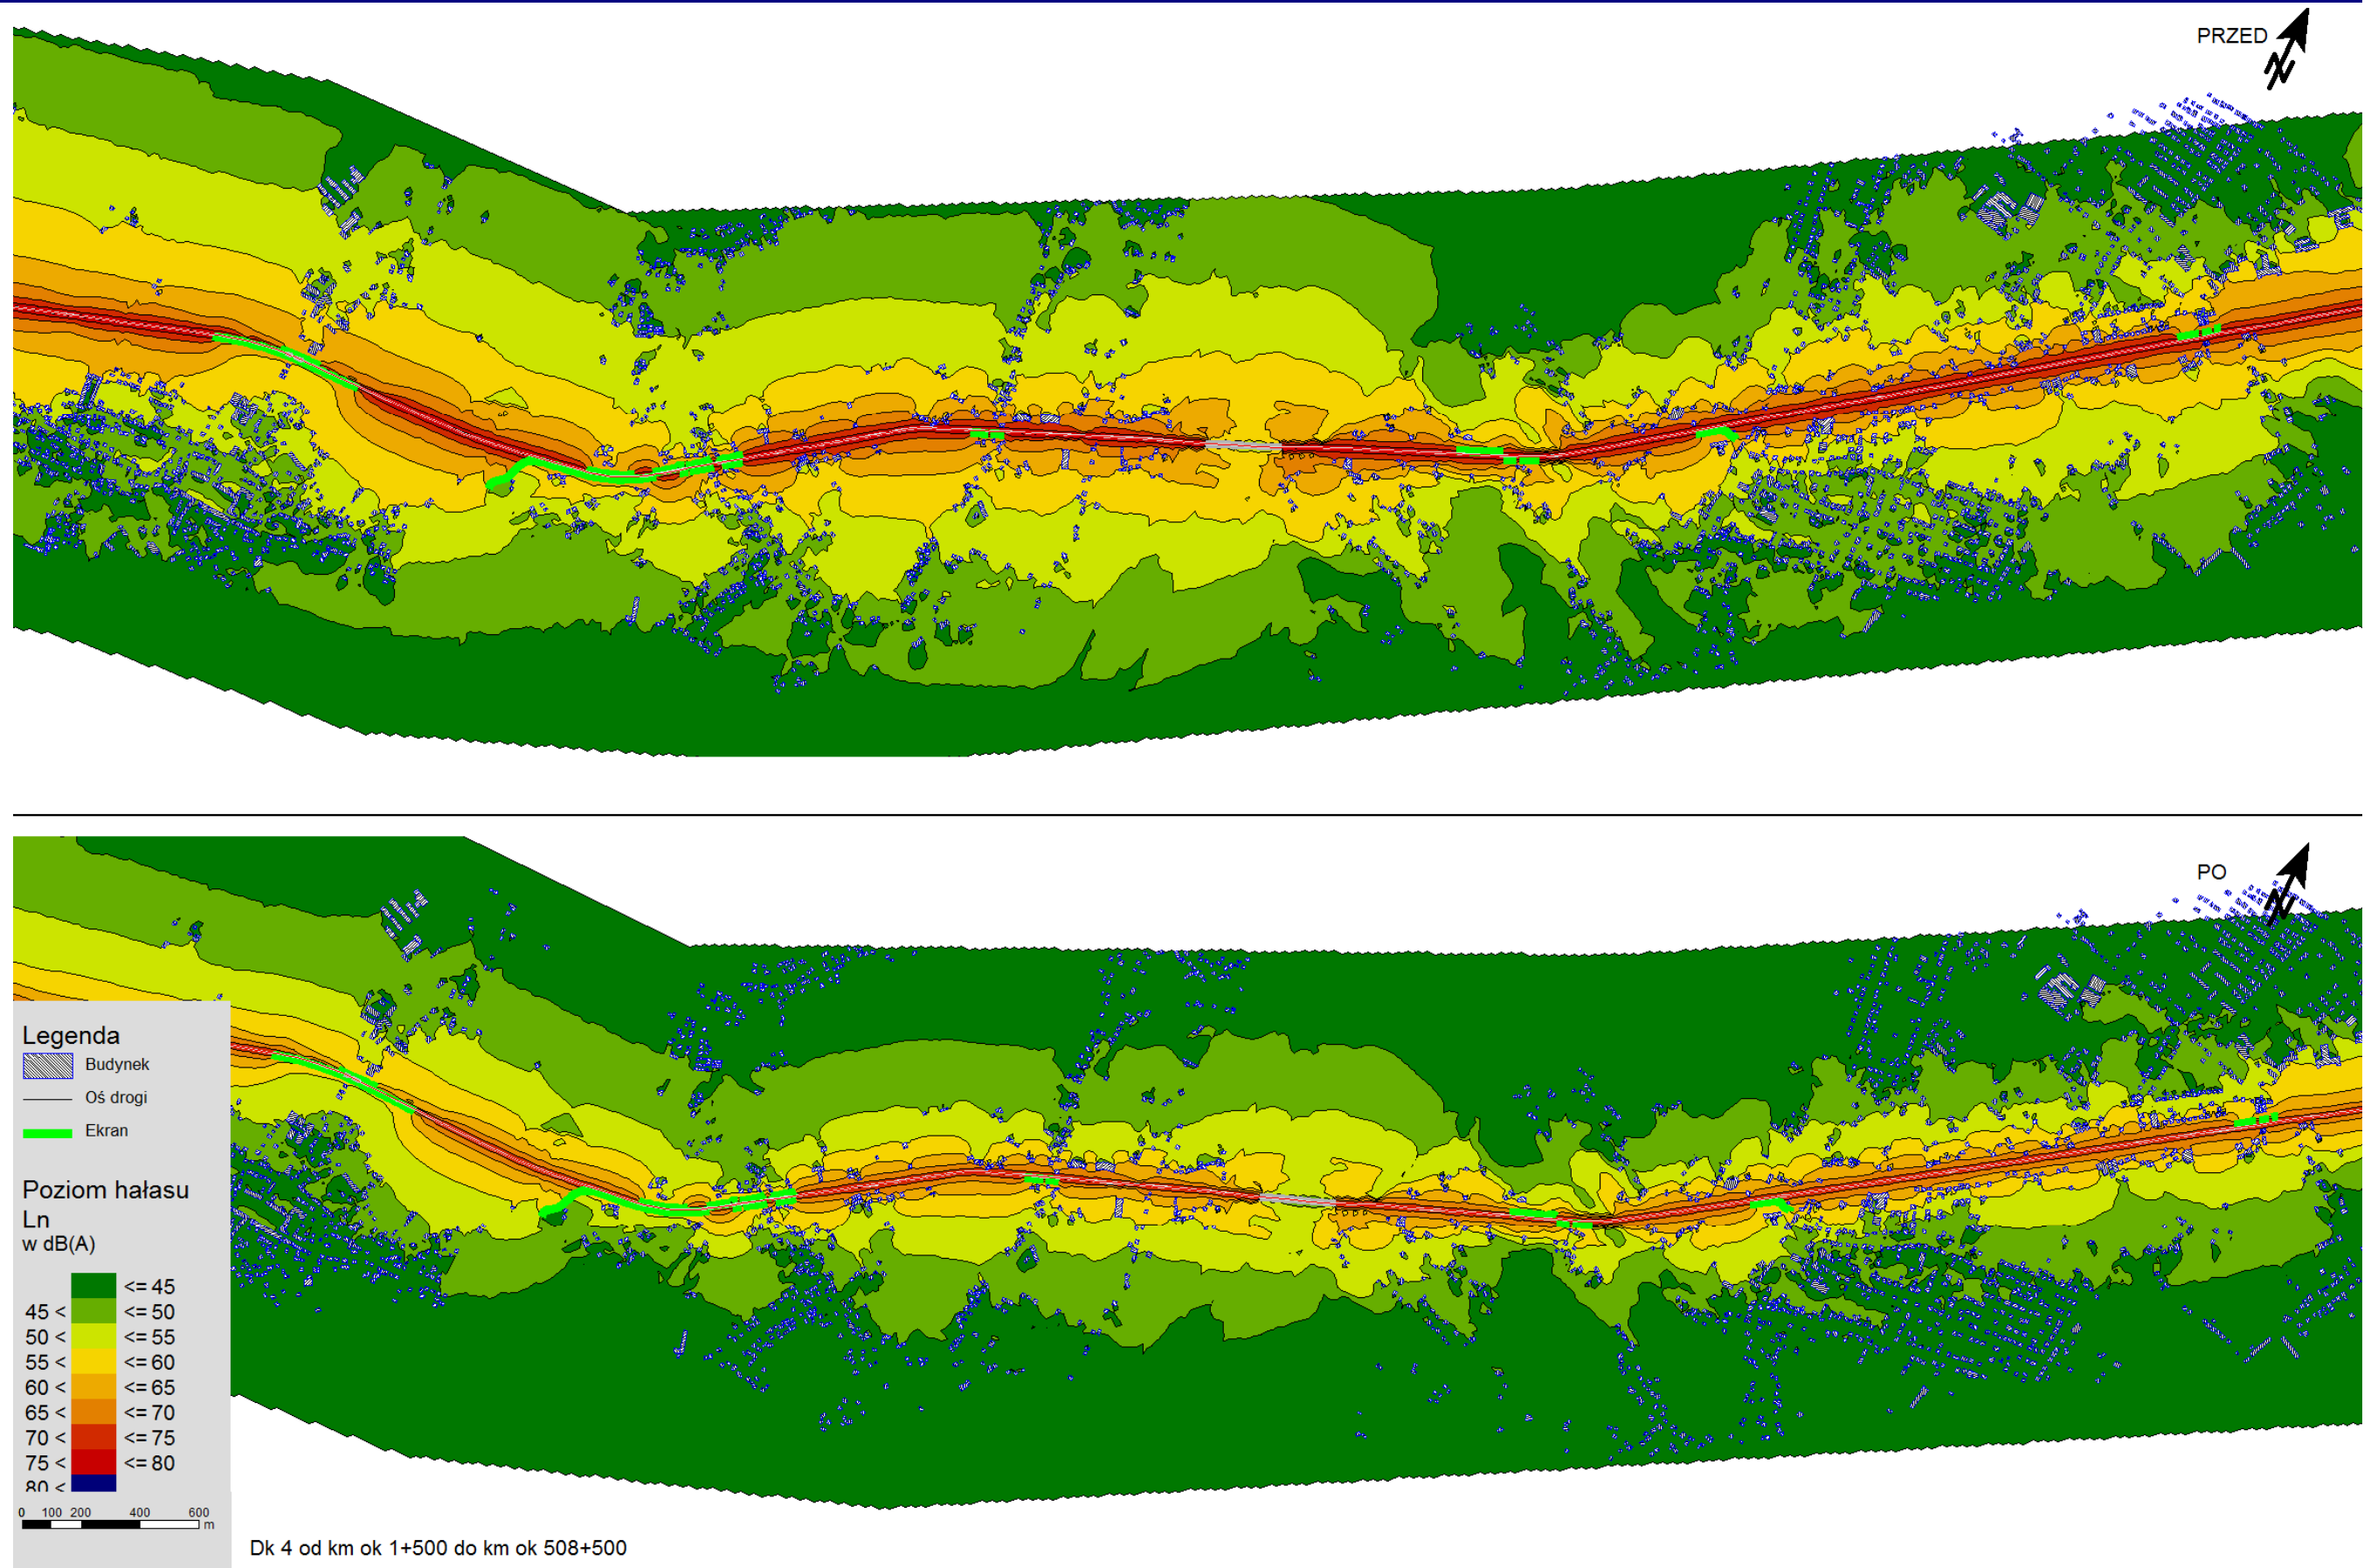 PRZED
N
PO
N
Legenda
Budynek
Oś drogi
Ekran
Poziom hałasu
Ln
w dB(A)
<= 45
45 < <= 50
50 < <= 55
55 < <= 60
60 < <= 65
65 < <= 70
70 < <= 75
75 < <= 80
80 <
0 100 200 400 600
m
Dk 4 od km ok 1+500 do km ok 508+500